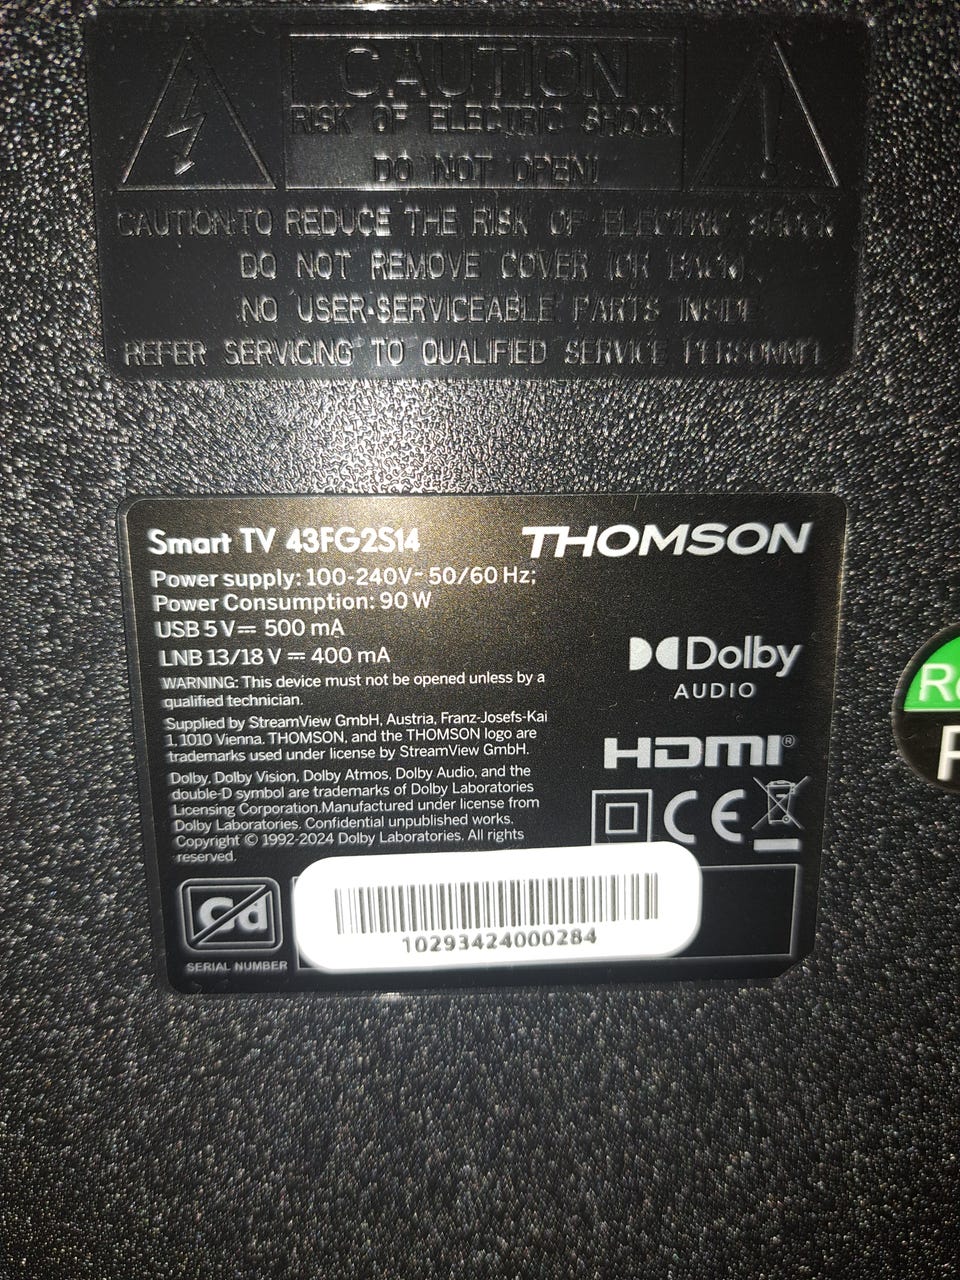 CAUTION
RISK OF ELECTRIC SHOCK
DO NOT OPEN!
CAUTION:TO REDUCE THE RISK OF ELECTRIC SHOCK
DO NOT REMOVE COVER (OR BACK).
NO USER-SERVICEABLE PARTS INSIDE
REFER SERVICING TO QUALIFIED SERVICE PERSONNEL
Smart TV 43FG2S14
THOMSON
Power supply: 100-240V~ 50/60 Hz;
Power Consumption: 90 W
USB 5 V⎓ 500 mA
LNB 13/18 V ⎓ 400 mA
WARNING: This device must not be opened unless by a
qualified technician.
Supplied by StreamView GmbH, Austria, Franz-Josefs-Kai
1, 1010 Vienna. THOMSON, and the THOMSON logo are
trademarks used under license by StreamView GmbH.
Dolby, Dolby Vision, Dolby Atmos, Dolby Audio, and the
double-D symbol are trademarks of Dolby Laboratories
Licensing Corporation.Manufactured under license from
Dolby Laboratories. Confidential unpublished works.
Copyright © 1992-2024 Dolby Laboratories. All rights
reserved.
Dolby
AUDIO
HDMI®
CE
Cd
SERIAL NUMBER
10293424000284